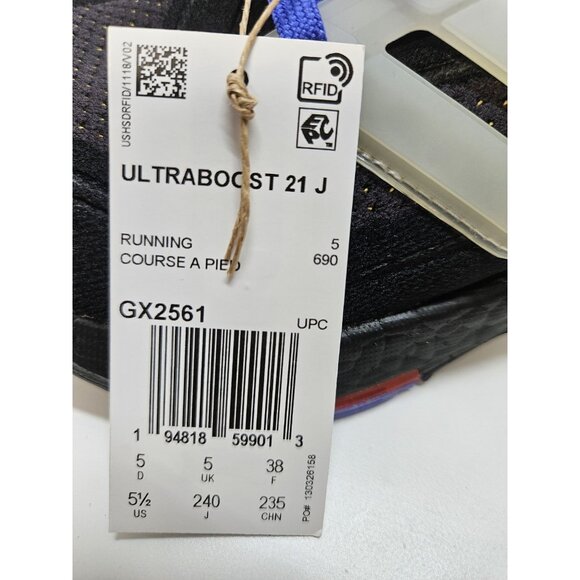 USHSDRFID/1118/V02
RFID
EPC™
ULTRABOOST 21 J
RUNNING 5
COURSE A PIED 690
GX2561
UPC
1 94818 59901 3
5 5 38
D UK F
5½ 240 235
US J CHN
PO# 130326158